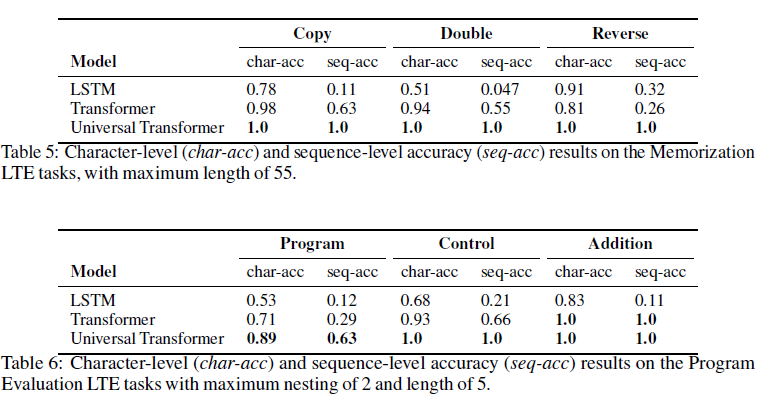 Copy Double Reverse
Model char-acc seq-acc char-acc seq-acc char-acc seq-acc
LSTM 0.78 0.11 0.51 0.047 0.91 0.32
Transformer 0.98 0.63 0.94 0.55 0.81 0.26
Universal Transformer 1.0 1.0 1.0 1.0 1.0 1.0
Table 5: Character-level (char-acc) and sequence-level accuracy (seq-acc) results on the Memorization
LTE tasks, with maximum length of 55.
Program Control Addition
Model char-acc seq-acc char-acc seq-acc char-acc seq-acc
LSTM 0.53 0.12 0.68 0.21 0.83 0.11
Transformer 0.71 0.29 0.93 0.66 1.0 1.0
Universal Transformer 0.89 0.63 1.0 1.0 1.0 1.0
Table 6: Character-level (char-acc) and sequence-level accuracy (seq-acc) results on the Program
Evaluation LTE tasks with maximum nesting of 2 and length of 5.